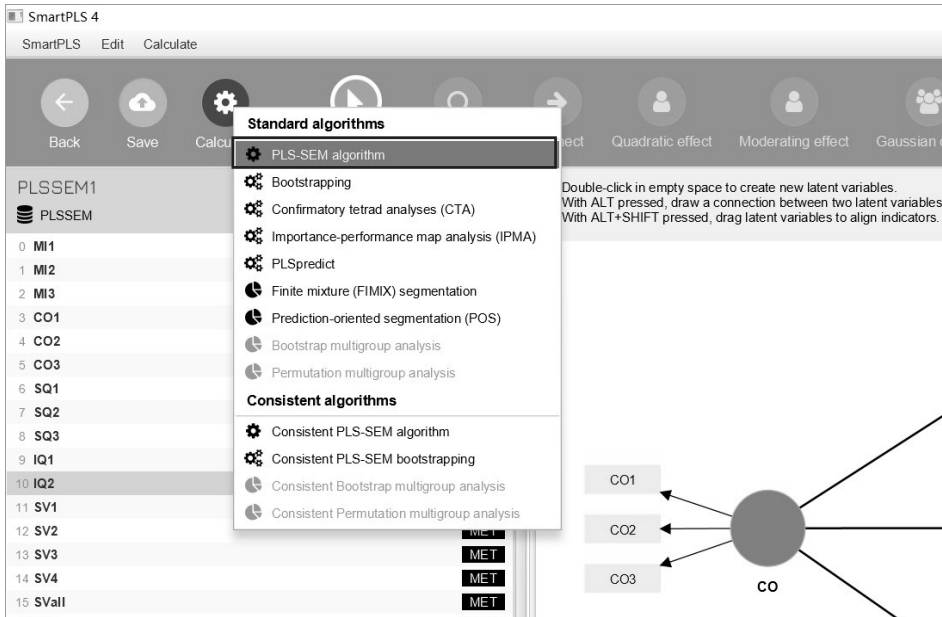 SmartPLS 4
SmartPLS Edit Calculate
Back Save Calcu nect Quadratic effect Moderating effect Gaussian
Standard algorithms
PLS-SEM algorithm
Bootstrapping
Confirmatory tetrad analyses (CTA)
Importance-performance map analysis (IPMA)
PLSpredict
Finite mixture (FIMIX) segmentation
Prediction-oriented segmentation (POS)
Bootstrap multigroup analysis
Permutation multigroup analysis
Consistent algorithms
Consistent PLS-SEM algorithm
Consistent PLS-SEM bootstrapping
Consistent Bootstrap multigroup analysis
Consistent Permutation multigroup analysis
PLSSEM1
PLSSEM
0 MI1
1 MI2
2 MI3
3 CO1
4 CO2
5 CO3
6 SQ1
7 SQ2
8 SQ3
9 IQ1
10 IQ2
11 SV1
12 SV2 MET
13 SV3 MET
14 SV4 MET
15 SVall MET
Double-click in empty space to create new latent variables.
With ALT pressed, draw a connection between two latent variables
With ALT+SHIFT pressed, drag latent variables to align indicators.
CO1
CO2
CO3
CO